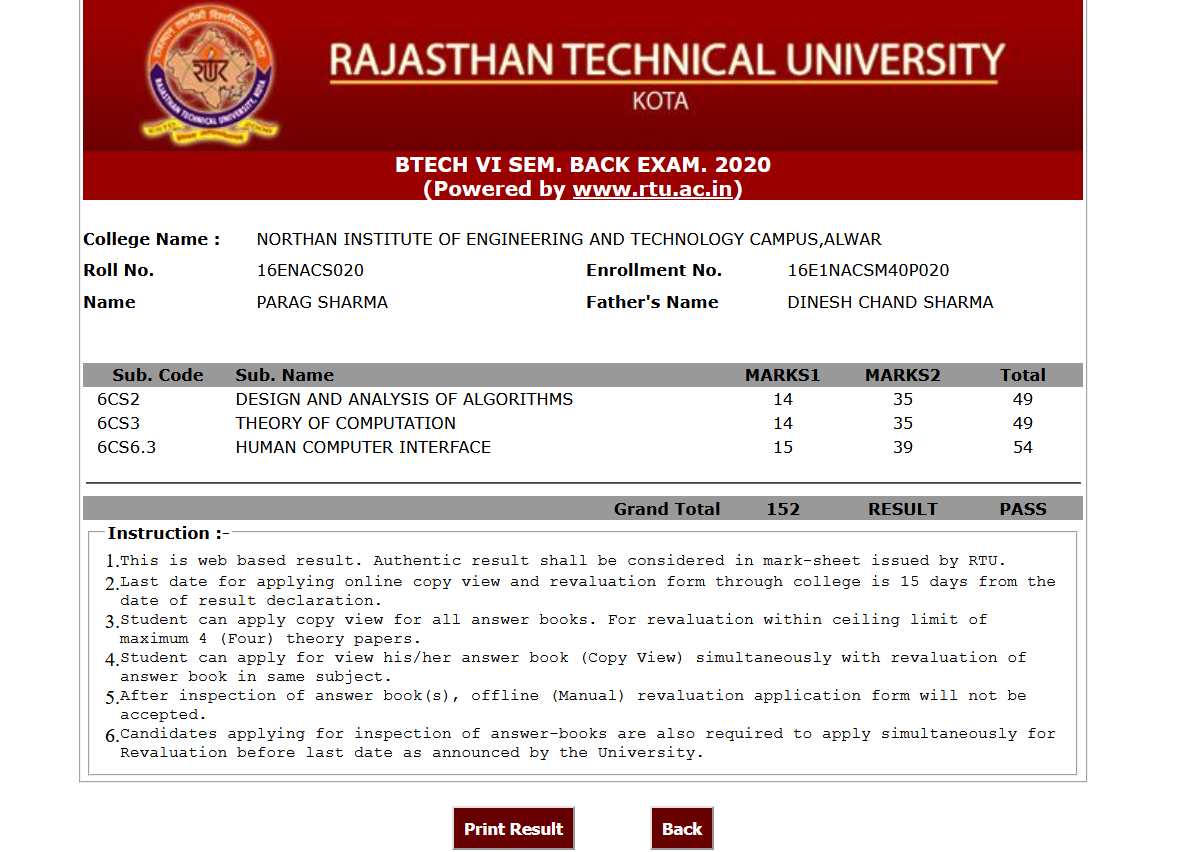 RAJASTHAN TECHNICAL UNIVERSITY
KOTA
RAJASTHAN TECHNICAL UNIVERSITY, KOTA
BTECH VI SEM. BACK EXAM. 2020
(Powered by www.rtu.ac.in)
College Name : NORTHAN INSTITUTE OF ENGINEERING AND TECHNOLOGY CAMPUS,ALWAR
Roll No. 16ENACS020 Enrollment No. 16E1NACSM40P020
Name PARAG SHARMA Father's Name DINESH CHAND SHARMA
Sub. Code Sub. Name MARKS1 MARKS2 Total
6CS2 DESIGN AND ANALYSIS OF ALGORITHMS 14 35 49
6CS3 THEORY OF COMPUTATION 14 35 49
6CS6.3 HUMAN COMPUTER INTERFACE 15 39 54
Grand Total 152 RESULT PASS
Instruction :-
1.This is web based result. Authentic result shall be considered in mark-sheet issued by RTU.
2.Last date for applying online copy view and revaluation form through college is 15 days from the
date of result declaration.
3.Student can apply copy view for all answer books. For revaluation within ceiling limit of
maximum 4 (Four) theory papers.
4.Student can apply for view his/her answer book (Copy View) simultaneously with revaluation of
answer book in same subject.
5.After inspection of answer book(s), offline (Manual) revaluation application form will not be
accepted.
6.Candidates applying for inspection of answer-books are also required to apply simultaneously for
Revaluation before last date as announced by the University.
Print Result Back